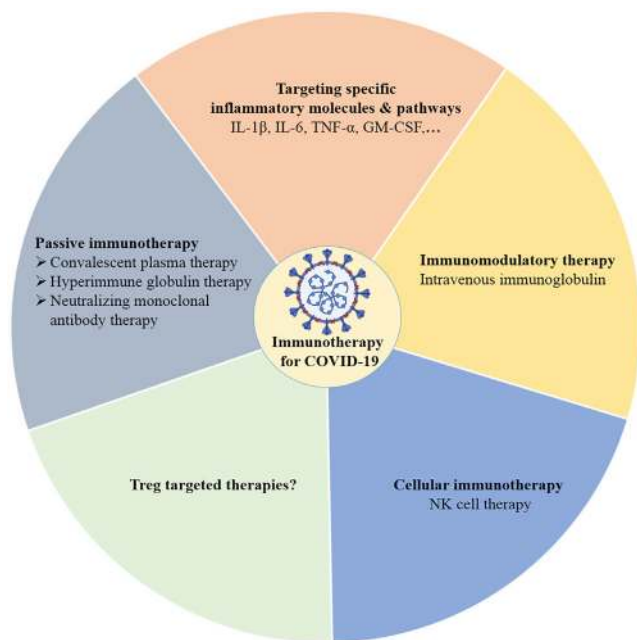 Targeting specific
inflammatory molecules & pathways
IL-1β, IL-6, TNF-α, GM-CSF,...
Passive immunotherapy
➢ Convalescent plasma therapy
➢ Hyperimmune globulin therapy
➢ Neutralizing monoclonal
antibody therapy
Immunomodulatory therapy
Intravenous immunoglobulin
Immunotherapy
for COVID-19
Treg targeted therapies?
Cellular immunotherapy
NK cell therapy